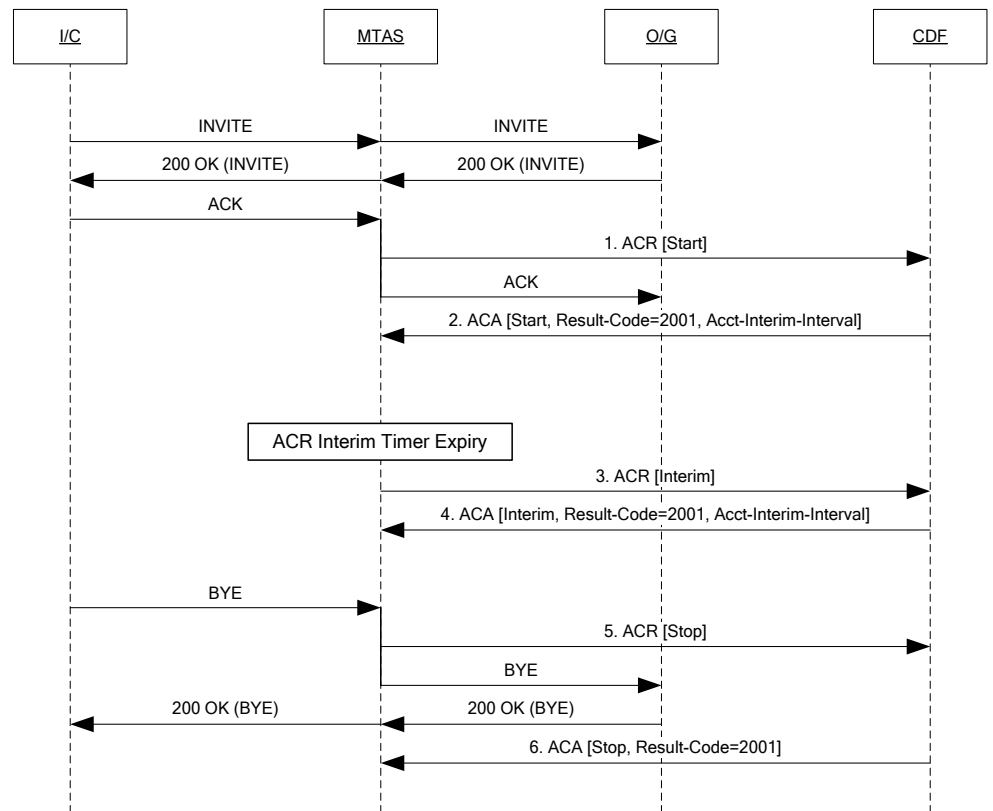 I/C
MTAS
O/G
CDF
INVITE
INVITE
200 OK (INVITE)
200 OK (INVITE)
ACK
1. ACR [Start]
ACK
2. ACA [Start, Result-Code=2001, Acct-Interim-Interval]
ACR Interim Timer Expiry
3. ACR [Interim]
4. ACA [Interim, Result-Code=2001, Acct-Interim-Interval]
BYE
5. ACR [Stop]
BYE
200 OK (BYE)
200 OK (BYE)
6. ACA [Stop, Result-Code=2001]